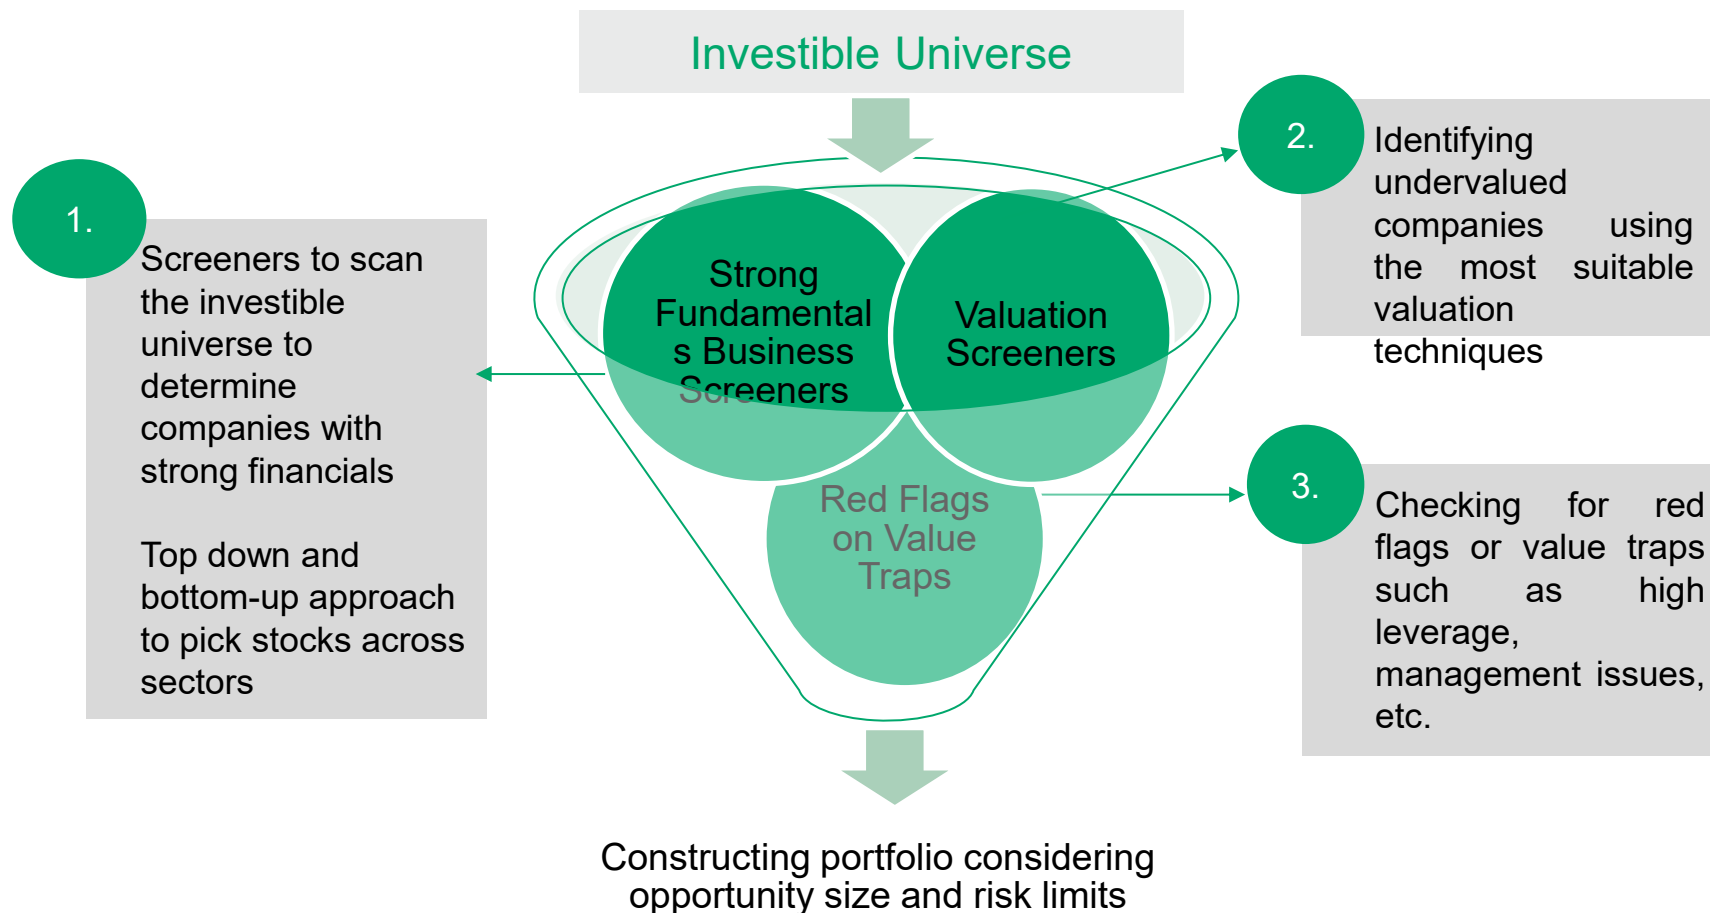 Investible Universe
1.
Screeners to scan
the investible
universe to
determine
companies with
strong financials
Top down and
bottom-up approach
to pick stocks across
sectors
Strong
Fundamental
s Business
Screeners
Valuation
Screeners
Red Flags
on Value
Traps
2.
Identifying
undervalued
companies using
the most suitable
valuation
techniques
3.
Checking for red
flags or value traps
such as high
leverage,
management issues,
etc.
Constructing portfolio considering
opportunity size and risk limits